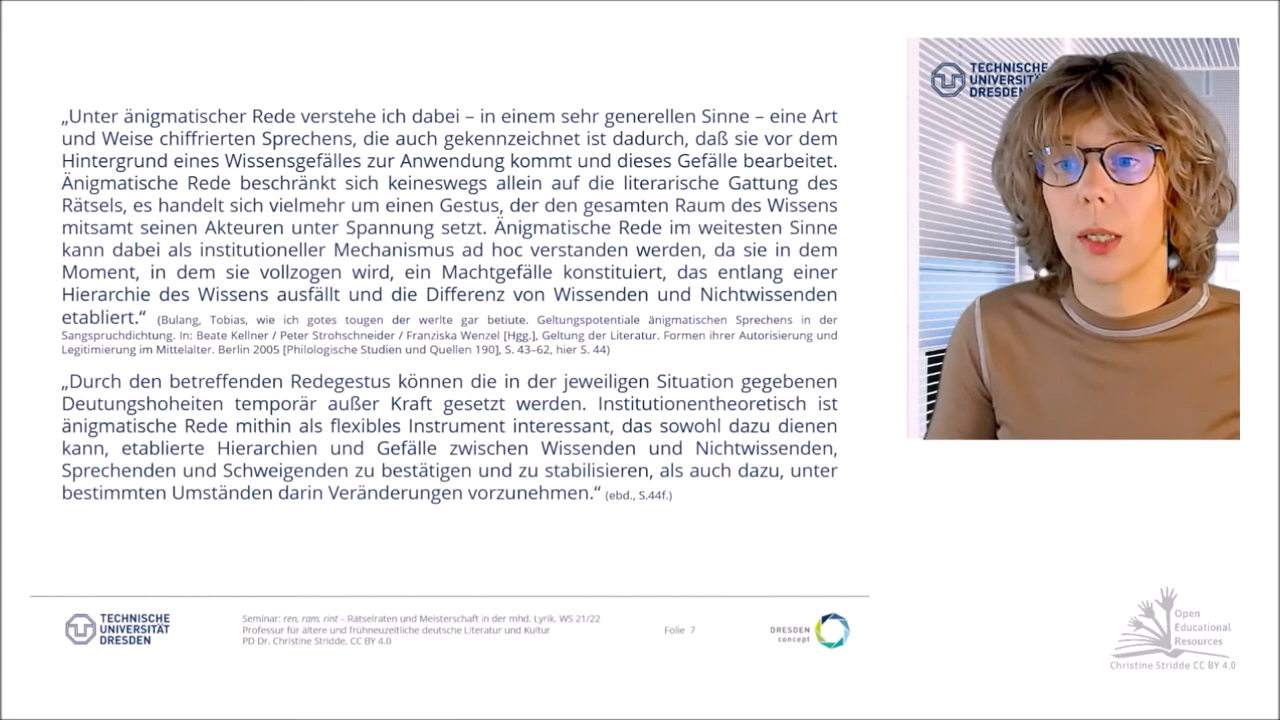 „Unter änigmatischer Rede verstehe ich dabei – in einem sehr generellen Sinne – eine Art
und Weise chiffrierten Sprechens, die auch gekennzeichnet ist dadurch, daß sie vor dem
Hintergrund eines Wissensgefälles zur Anwendung kommt und dieses Gefälle bearbeitet.
Änigmatische Rede beschränkt sich keineswegs allein auf die literarische Gattung des
Rätsels, es handelt sich vielmehr um einen Gestus, der den gesamten Raum des Wissens
mitsamt seinen Akteuren unter Spannung setzt. Änigmatische Rede im weitesten Sinne
kann dabei als institutioneller Mechanismus ad hoc verstanden werden, da sie in dem
Moment, in dem sie vollzogen wird, ein Machtgefälle konstituiert, das entlang einer
Hierarchie des Wissens ausfällt und die Differenz von Wissenden und Nichtwissenden
etabliert.“ (Bulang, Tobias, wie ich gotes tougen der werlte gar betiute. Geltungspotentiale änigmatischen Sprechens in der
Sangspruchdichtung. In: Beate Kellner / Peter Strohschneider / Franziska Wenzel [Hgg.], Geltung der Literatur. Formen ihrer Autorisierung und
Legitimierung im Mittelalter. Berlin 2005 [Philologische Studien und Quellen 190], S. 43–62, hier S. 44)
„Durch den betreffenden Redegestus können die in der jeweiligen Situation gegebenen
Deutungshoheiten temporär außer Kraft gesetzt werden. Institutionentheoretisch ist
änigmatische Rede mithin als flexibles Instrument interessant, das sowohl dazu dienen
kann, etablierte Hierarchien und Gefälle zwischen Wissenden und Nichtwissenden,
Sprechenden und Schweigenden zu bestätigen und zu stabilisieren, als auch dazu, unter
bestimmten Umständen darin Veränderungen vorzunehmen.“ (ebd., S.44f.)
TECHNISCHE
UNIVERSITÄT
DRESDEN
Seminar: ren, ram, rint – Rätselraten und Meisterschaft in der mhd. Lyrik, WS 21/22
Professur für ältere und frühneuzeitliche deutsche Literatur und Kultur
PD Dr. Christine Stridde, CC BY 4.0
Folie 7
DRESDEN
concept
TECHNISCHE
UNIVERSITÄ
DRESDEN
Open
Educational
Resources
Christine Stridde CC BY 4.0